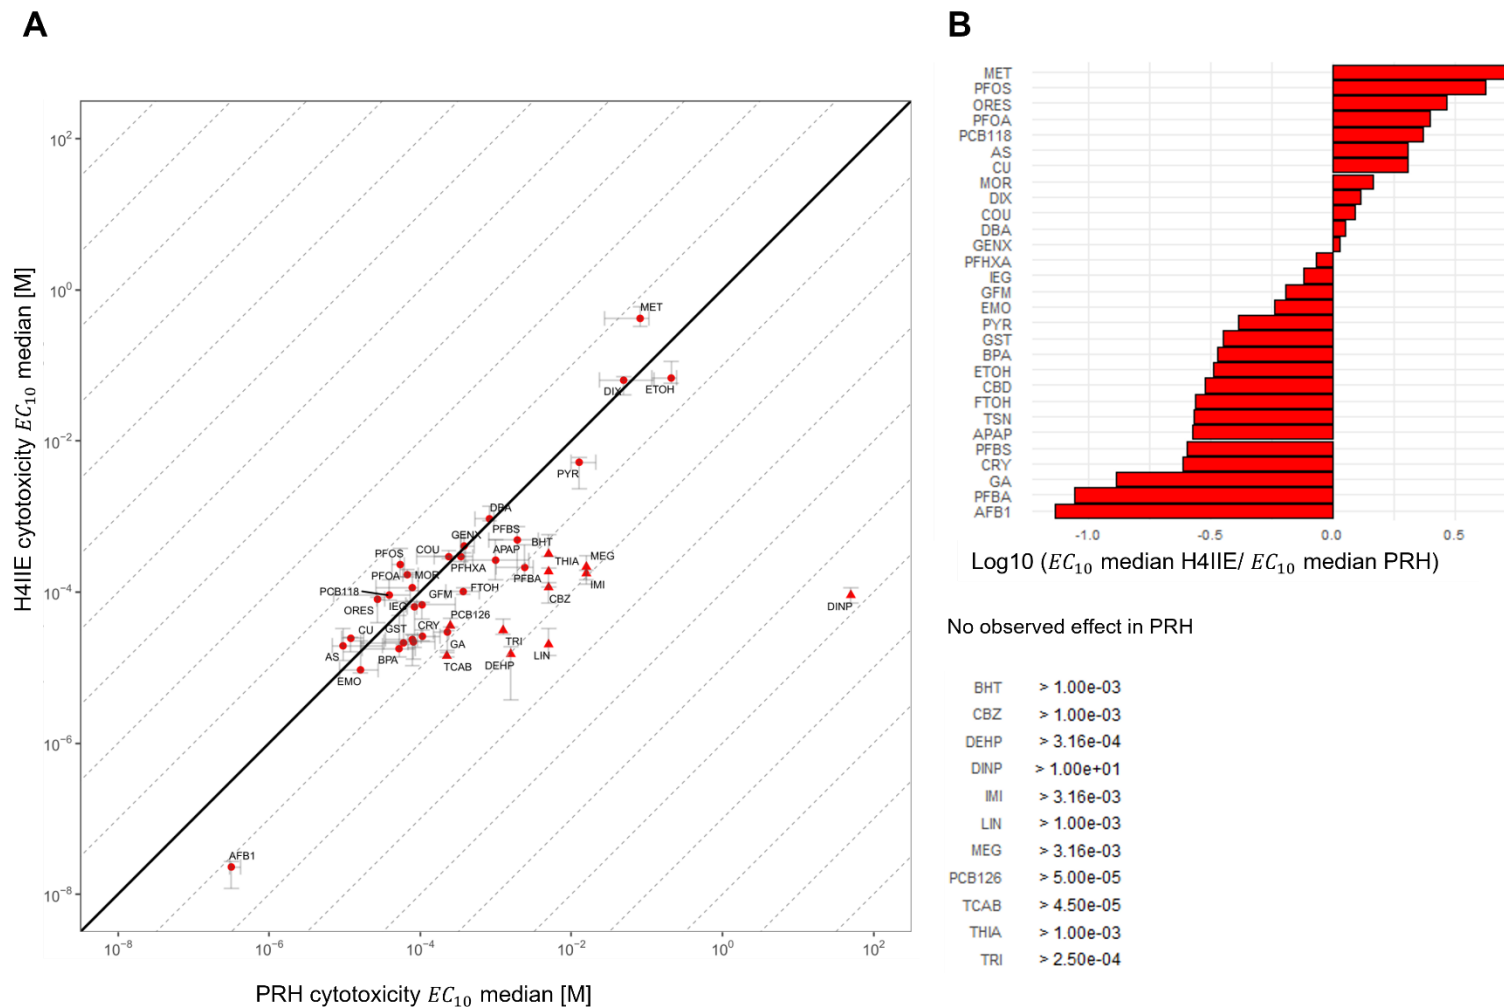 A
H4IIE cytotoxicity EC10 median [M]
10²
10⁰
10⁻²
10⁻⁴
10⁻⁶
10⁻⁸
MET
DIX
ETOH
PYR
DBA
GENX
PFBS
BHT
COU
APAP
THIA
MEG
PFOS
PFHXA
PFBA
IMI
PFOA
MOR
FTOH
CBZ
PCB118
GFM
DINP
ORES
IEG
PCB126
CU
GST
CRY
GA
TRI
AS
BPA
TCAB
DEHP
LIN
EMO
AFB1
10⁻⁸
10⁻⁶
10⁻⁴
10⁻²
10⁰
10²
PRH cytotoxicity EC10 median [M]
B
MET
PFOS
ORES
PFOA
PCB118
AS
CU
MOR
DIX
COU
DBA
GENX
PFHXA
IEG
GFM
EMO
PYR
GST
BPA
ETOH
CBD
FTOH
TSN
APAP
PFBS
CRY
GA
PFBA
AFB1
-1.0
-0.5
0.0
0.5
Log10 (EC10 median H4IIE/ EC10 median PRH)
No observed effect in PRH
BHT > 1.00e-03
CBZ > 1.00e-03
DEHP > 3.16e-04
DINP > 1.00e+01
IMI > 3.16e-03
LIN > 1.00e-03
MEG > 3.16e-03
PCB126 > 5.00e-05
TCAB > 4.50e-05
THIA > 1.00e-03
TRI > 2.50e-04